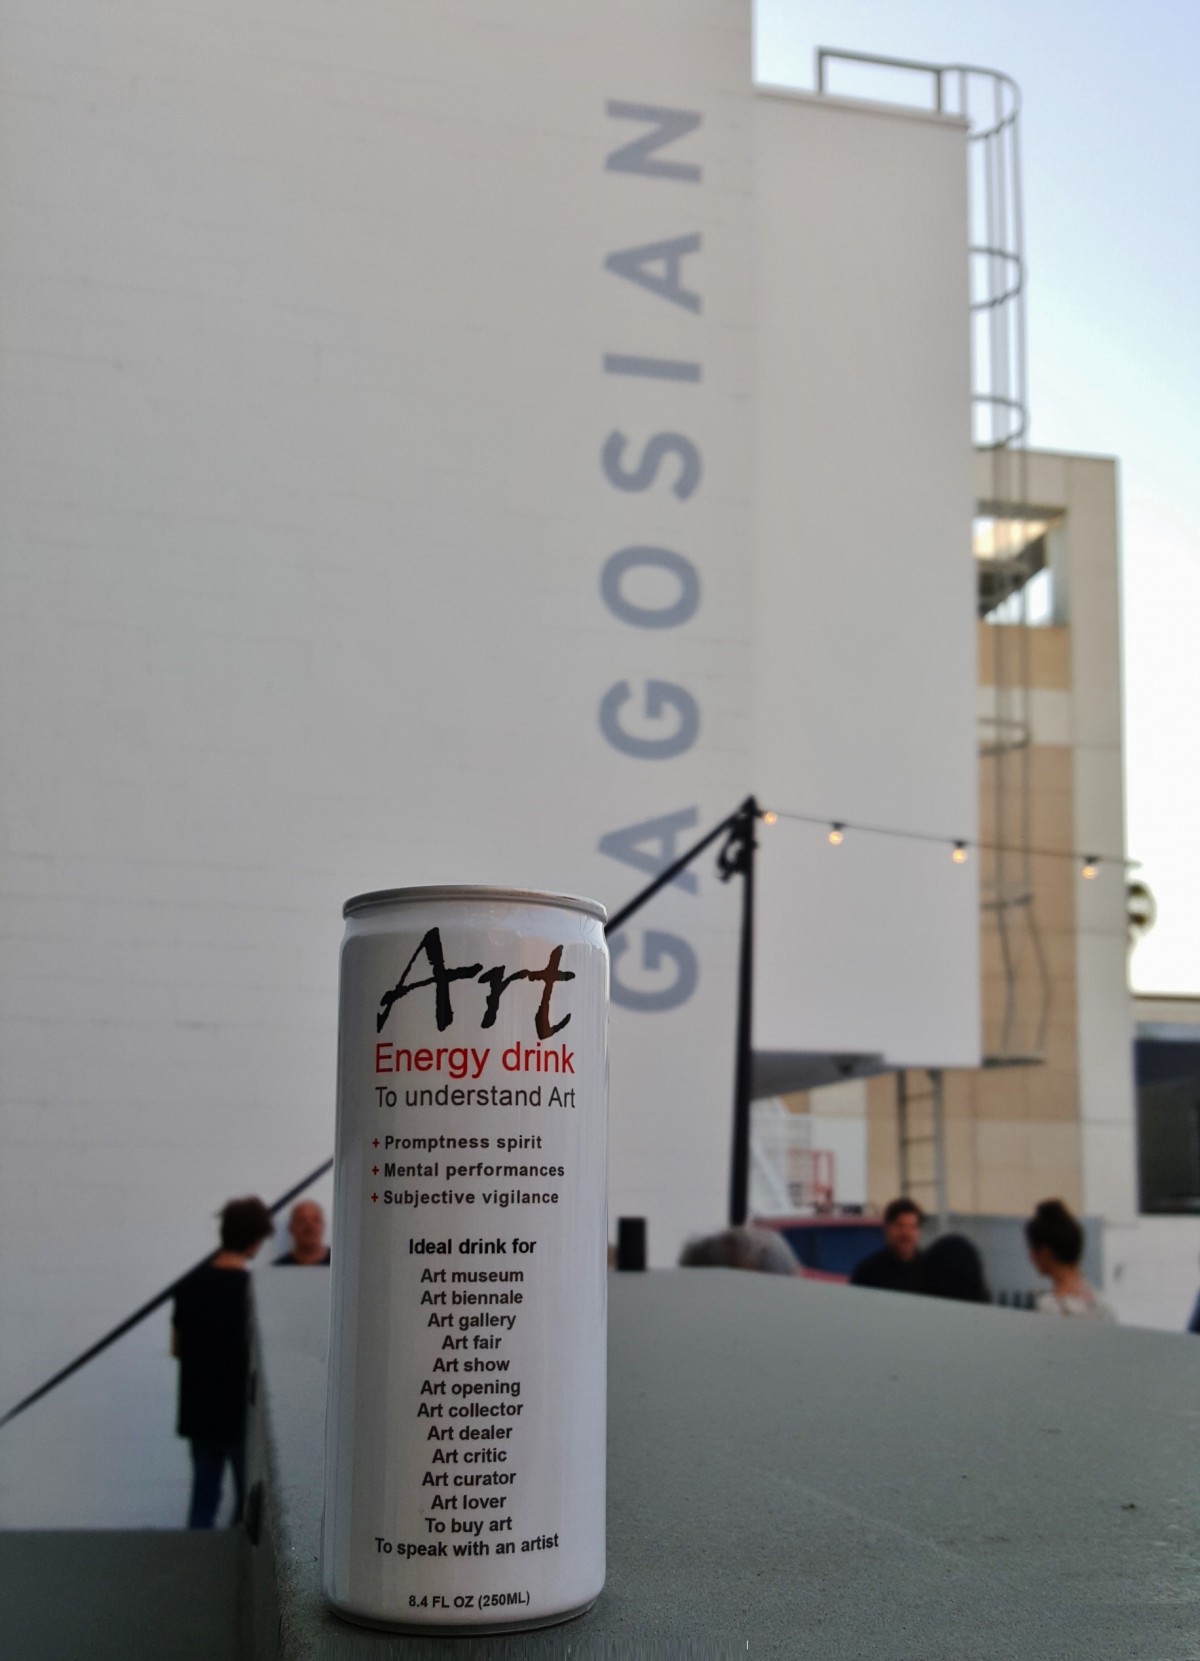 GAGOSIAN
Art
Energy drink
To understand Art
+ Promptness spirit
+ Mental performances
+ Subjective vigilance
Ideal drink for
Art museum
Art biennale
Art gallery
Art fair
Art show
Art opening
Art collector
Art dealer
Art critic
Art curator
Art lover
To buy art
To speak with an artist
8.4 FL OZ (250ML)